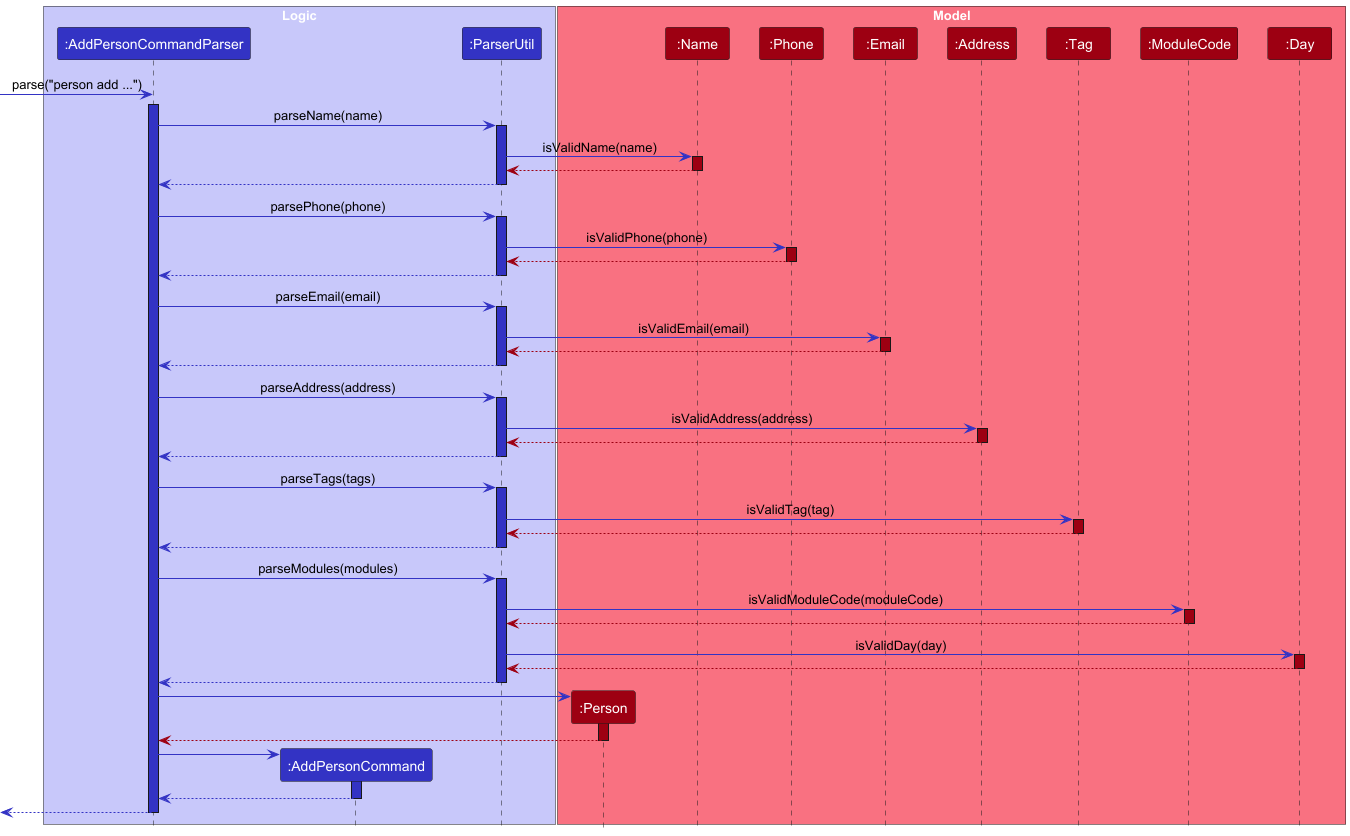 Logic
Model
:AddPersonCommandParser
:ParserUtil
:Name
:Phone
:Email
:Address
:Tag
:ModuleCode
:Day
parse("person add ...")
parseName(name)
isValidName(name)
parsePhone(phone)
isValidPhone(phone)
parseEmail(email)
isValidEmail(email)
parseAddress(address)
isValidAddress(address)
parseTags(tags)
isValidTag(tag)
parseModules(modules)
isValidModuleCode(moduleCode)
isValidDay(day)
:Person
:AddPersonCommand